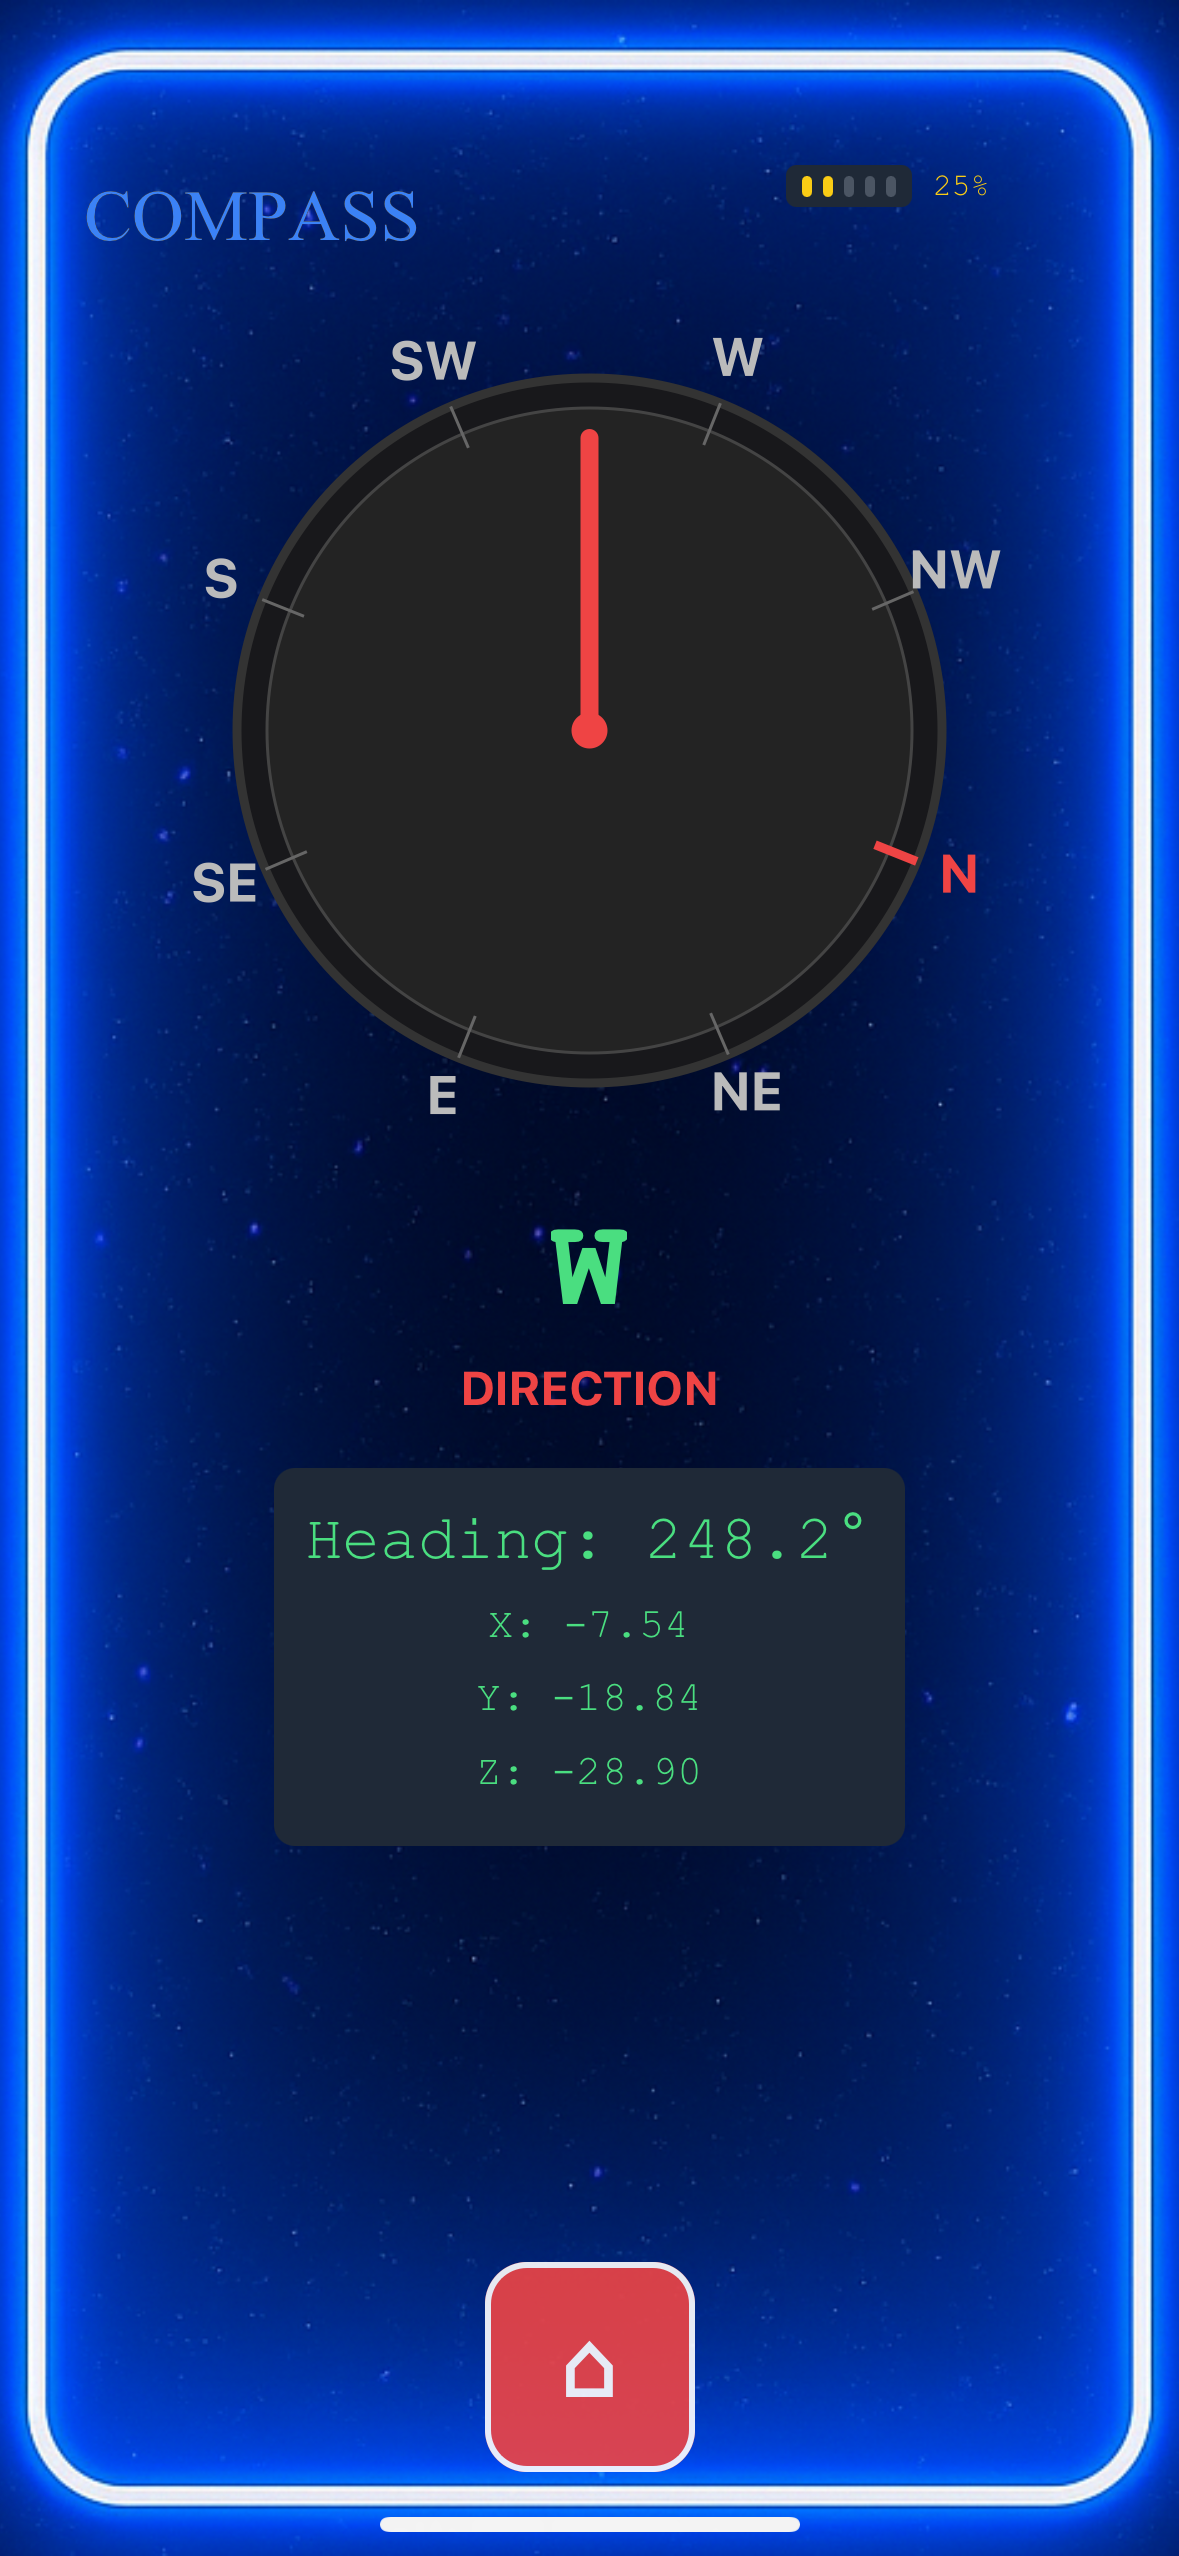 COMPASS
25%
SW
W
S
NW
SE
N
E
NE
W
DIRECTION
Heading: 248.2°
X: -7.54
Y: -18.84
Z: -28.90